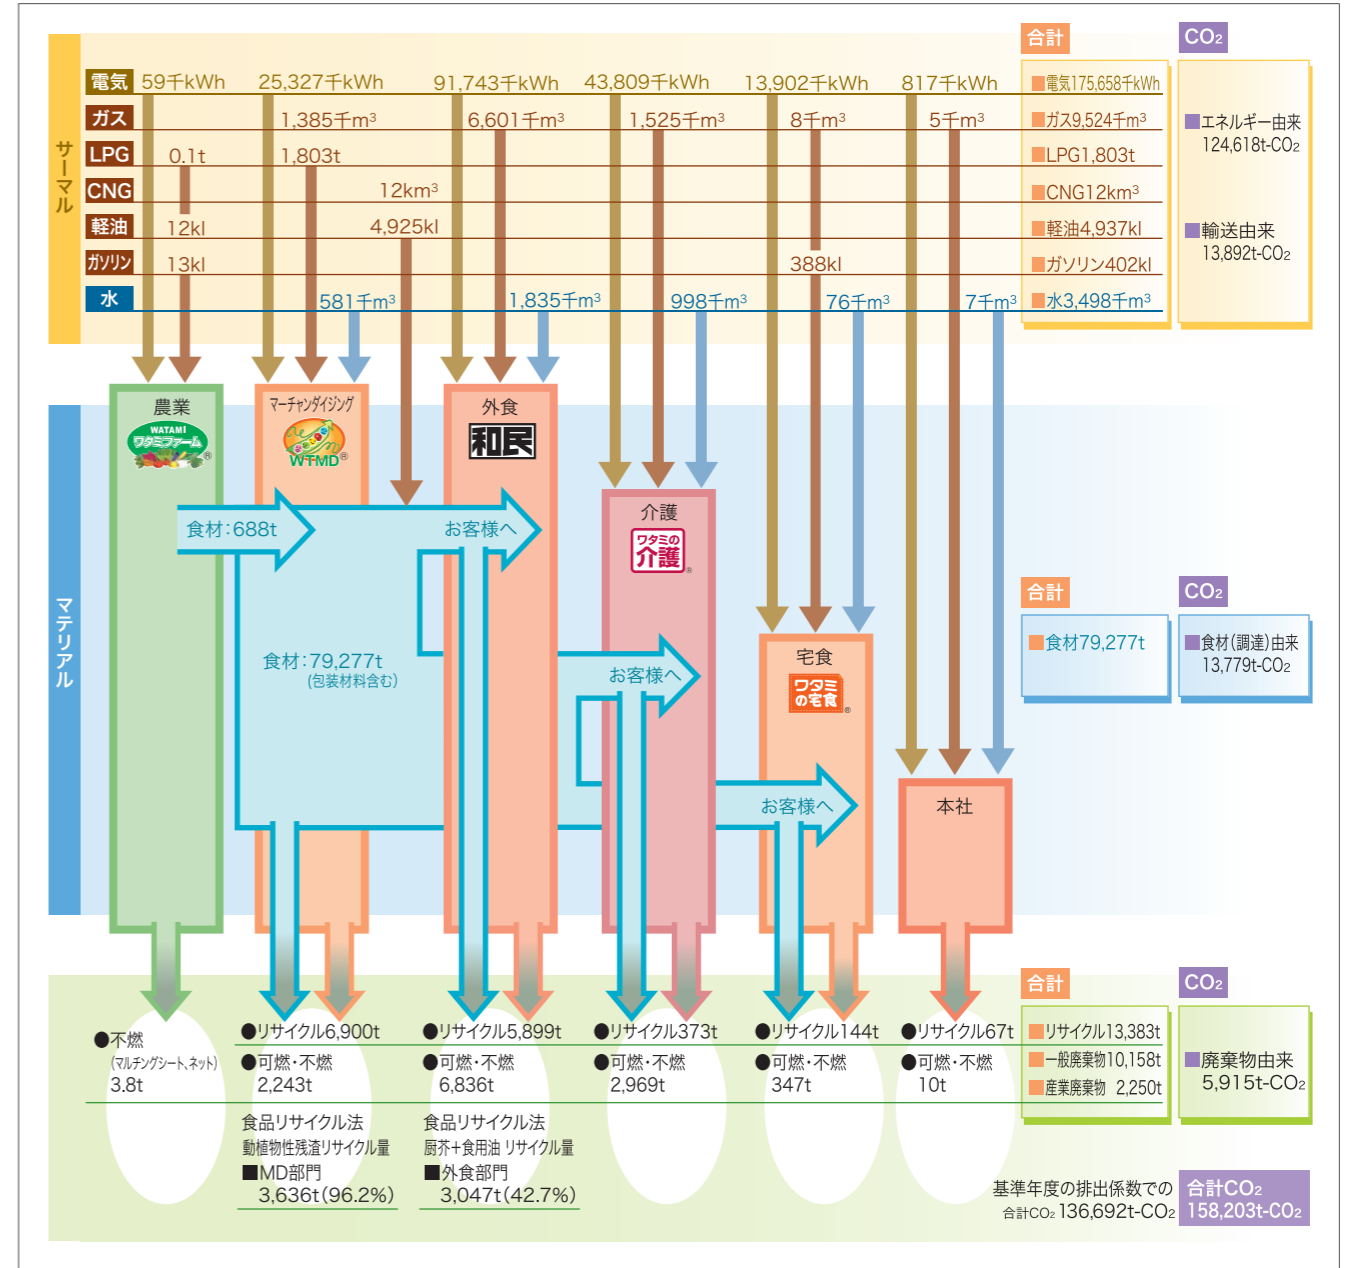 合計
CO₂
サーマル
電気 59千kWh 25,327千kWh 91,743千kWh 43,809千kWh 13,902千kWh 817千kWh ■電気175,658千kWh
ガス 1,385千m³ 6,601千m³ 1,525千m³ 8千m³ 5千m³ ■ガス9,524千m³
LPG 0.1t 1,803t ■LPG1,803t
CNG 12km³ ■CNG12km³
軽油 12kl 4,925kl ■軽油4,937kl
ガソリン 13kl 388kl ■ガソリン402kl
水 581千m³ 1,835千m³ 998千m³ 76千m³ 7千m³ ■水3,498千m³
■エネルギー由来
124,618t-CO₂
■輸送由来
13,892t-CO₂
マテリアル
農業
WATAMI
ワタミファーム®
マーチャンダイジング
WTMD®
外食
和民
介護
ワタミの
介護®
宅食
ワタミ
の宅食®
本社
食材:688t
お客様へ
食材:79,277t
(包装材料含む)
お客様へ
お客様へ
合計
■食材79,277t
CO₂
■食材(調達)由来
13,779t-CO₂
●不燃
(マルチングシート、ネット)
3.8t
●リサイクル6,900t
●可燃・不燃
2,243t
食品リサイクル法
動植物性残渣リサイクル量
■MD部門
3,636t(96.2%)
●リサイクル5,899t
●可燃・不燃
6,836t
食品リサイクル法
厨芥+食用油 リサイクル量
■外食部門
3,047t(42.7%)
●リサイクル373t
●可燃・不燃
2,969t
●リサイクル144t
●可燃・不燃
347t
●リサイクル67t
●可燃・不燃
10t
合計
■リサイクル13,383t
■一般廃棄物10,158t
■産業廃棄物 2,250t
CO₂
■廃棄物由来
5,915t-CO₂
基準年度の排出係数での
合計CO₂ 136,692t-CO₂
合計CO₂
158,203t-CO₂